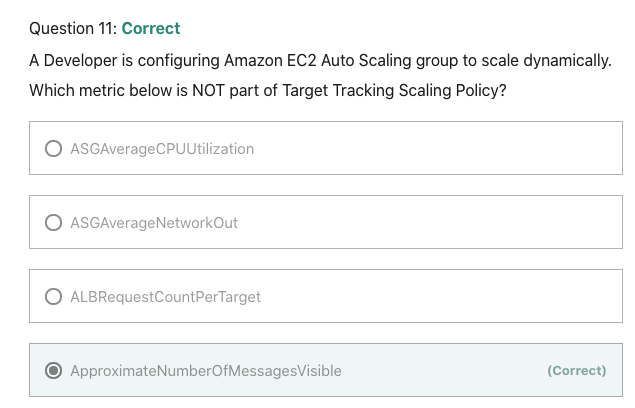 Question 11: Correct
A Developer is configuring Amazon EC2 Auto Scaling group to scale dynamically.
Which metric below is NOT part of Target Tracking Scaling Policy?
ASGAverageCPUUtilization
ASGAverageNetworkOut
ALBRequestCountPerTarget
ApproximateNumberOfMessagesVisible (Correct)